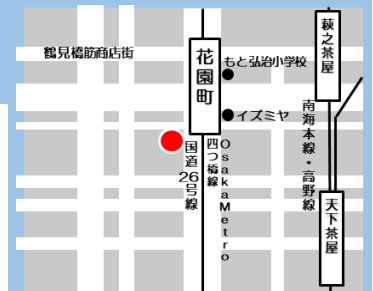 萩之茶屋
鶴見橋筋商店街
花園町
もと弘治小学校
イズミヤ
南海本線・高野線
国道26号線
四つ橋線
OsakaMetro
天下茶屋